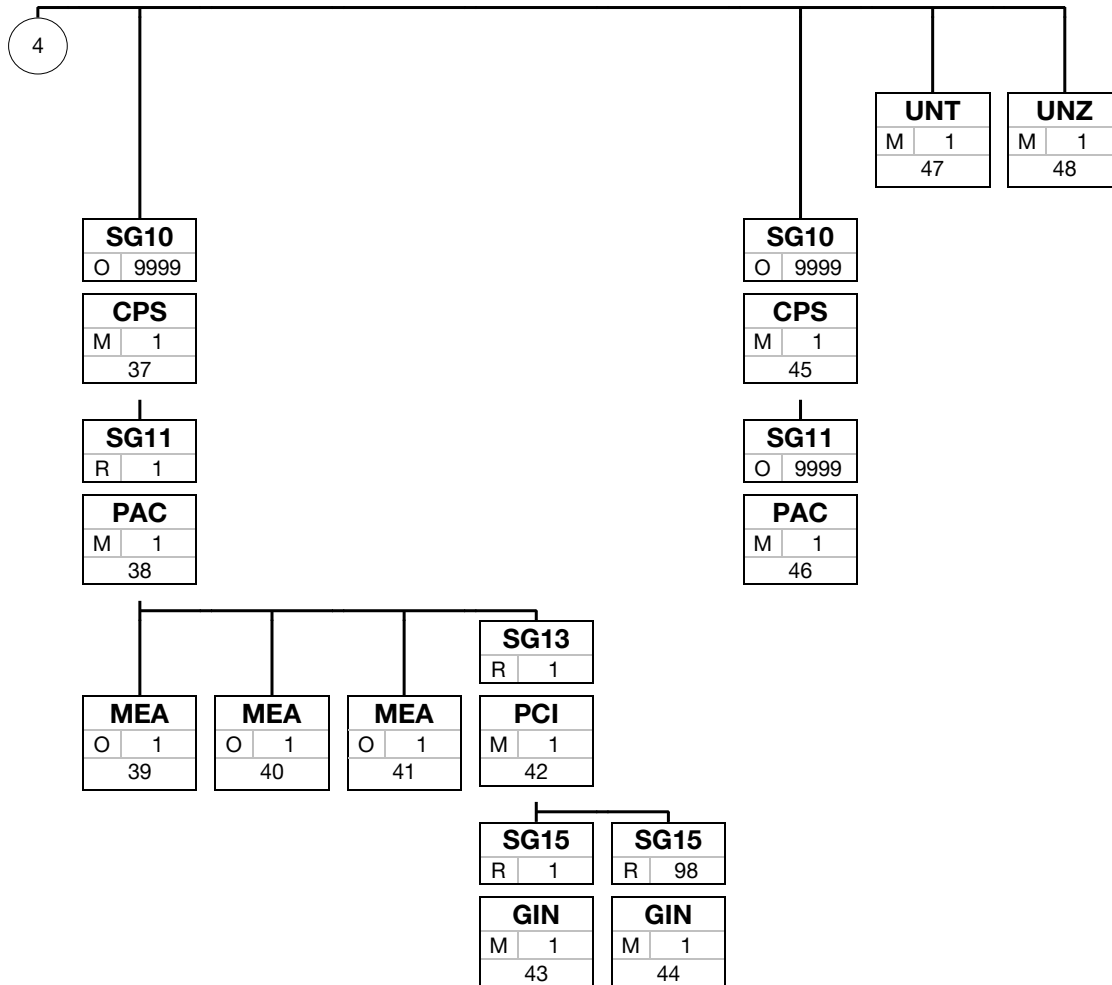 4
UNT UNZ
M 1 M 1
47 48
SG10 SG10
O 9999 O 9999
CPS CPS
M 1 M 1
37 45
SG11 SG11
R 1 O 9999
PAC PAC
M 1 M 1
38 46
SG13
R 1
MEA MEA MEA PCI
O 1 O 1 O 1 M 1
39 40 41 42
SG15 SG15
R 1 R 98
GIN GIN
M 1 M 1
43 44